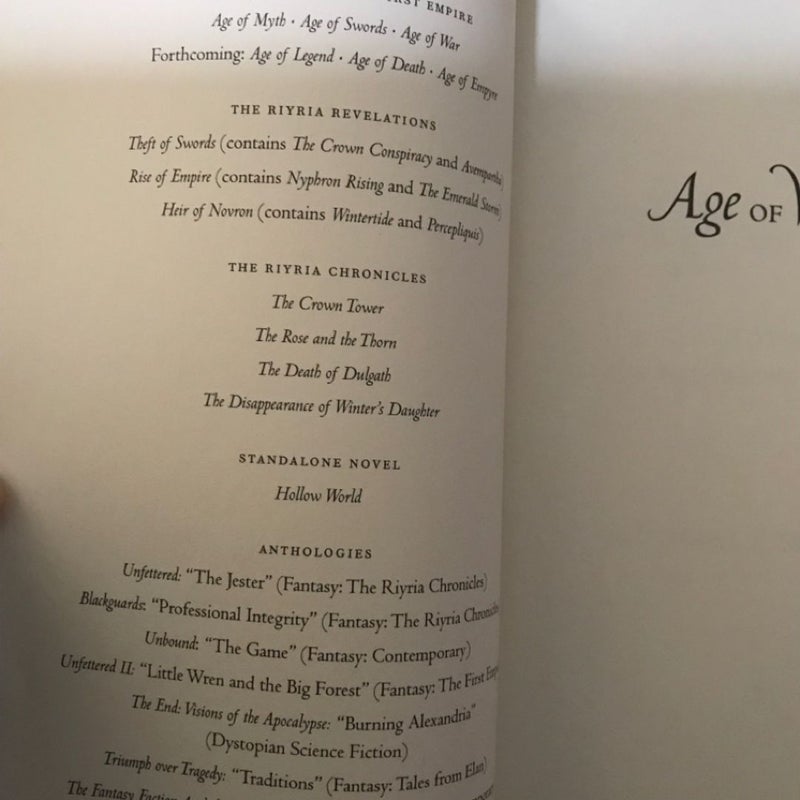 EMPIRE
Age of Myth · Age of Swords · Age of War
Forthcoming: Age of Legend · Age of Death · Age of Empyre
THE RIYRIA REVELATIONS
Theft of Swords (contains The Crown Conspiracy and Avempartha)
Rise of Empire (contains Nyphron Rising and The Emerald Storm)
Heir of Novron (contains Wintertide and Percepliquis)
THE RIYRIA CHRONICLES
The Crown Tower
The Rose and the Thorn
The Death of Dulgath
The Disappearance of Winter's Daughter
STANDALONE NOVEL
Hollow World
ANTHOLOGIES
Unfettered: "The Jester" (Fantasy: The Riyria Chronicles)
Blackguards: "Professional Integrity" (Fantasy: The Riyria Chronicles
Unbound: "The Game" (Fantasy: Contemporary)
Unfettered II: "Little Wren and the Big Forest" (Fantasy: The First
The End: Visions of the Apocalypse: "Burning Alexandria"
(Dystopian Science Fiction)
Triumph over Tragedy: "Traditions" (Fantasy: Tales from Elan)
The Fantasy Faction
Age OF